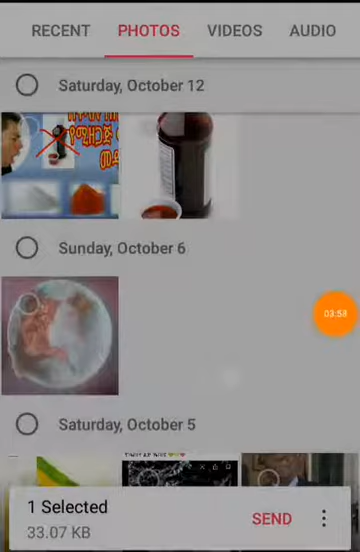 RECENT PHOTOS VIDEOS AUDIO
Saturday, October 12
03:58
Sunday, October 6
Saturday, October 5
1 Selected
33.07 KB
SEND